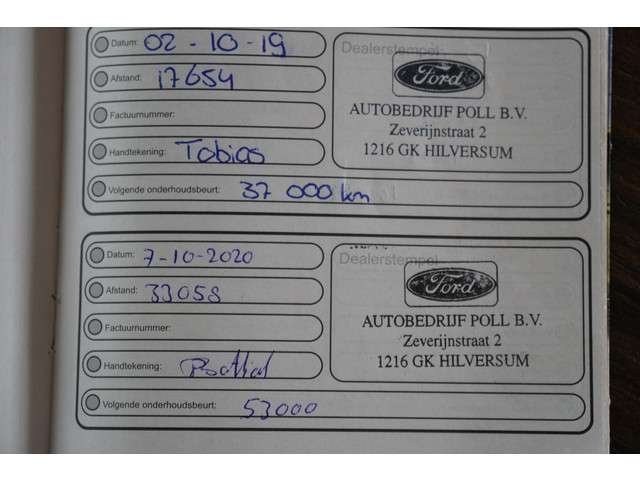 Datum: 02-10-19
Dealerstempel
Ford
Afstand: 17654
AUTOBEDRIJF POLL B.V.
Factuurnummer:
Zeverijnstraat 2
Handtekening: Tobias
1216 GK HILVERSUM
Volgende onderhoudsbeurt: 37 000 km
Datum: 7-10-2020
Dealerstempel
Ford
Afstand: 33058
AUTOBEDRIJF POLL B.V.
Factuurnummer:
Zeverijnstraat 2
Handtekening:
1216 GK HILVERSUM
Volgende onderhoudsbeurt: 53000